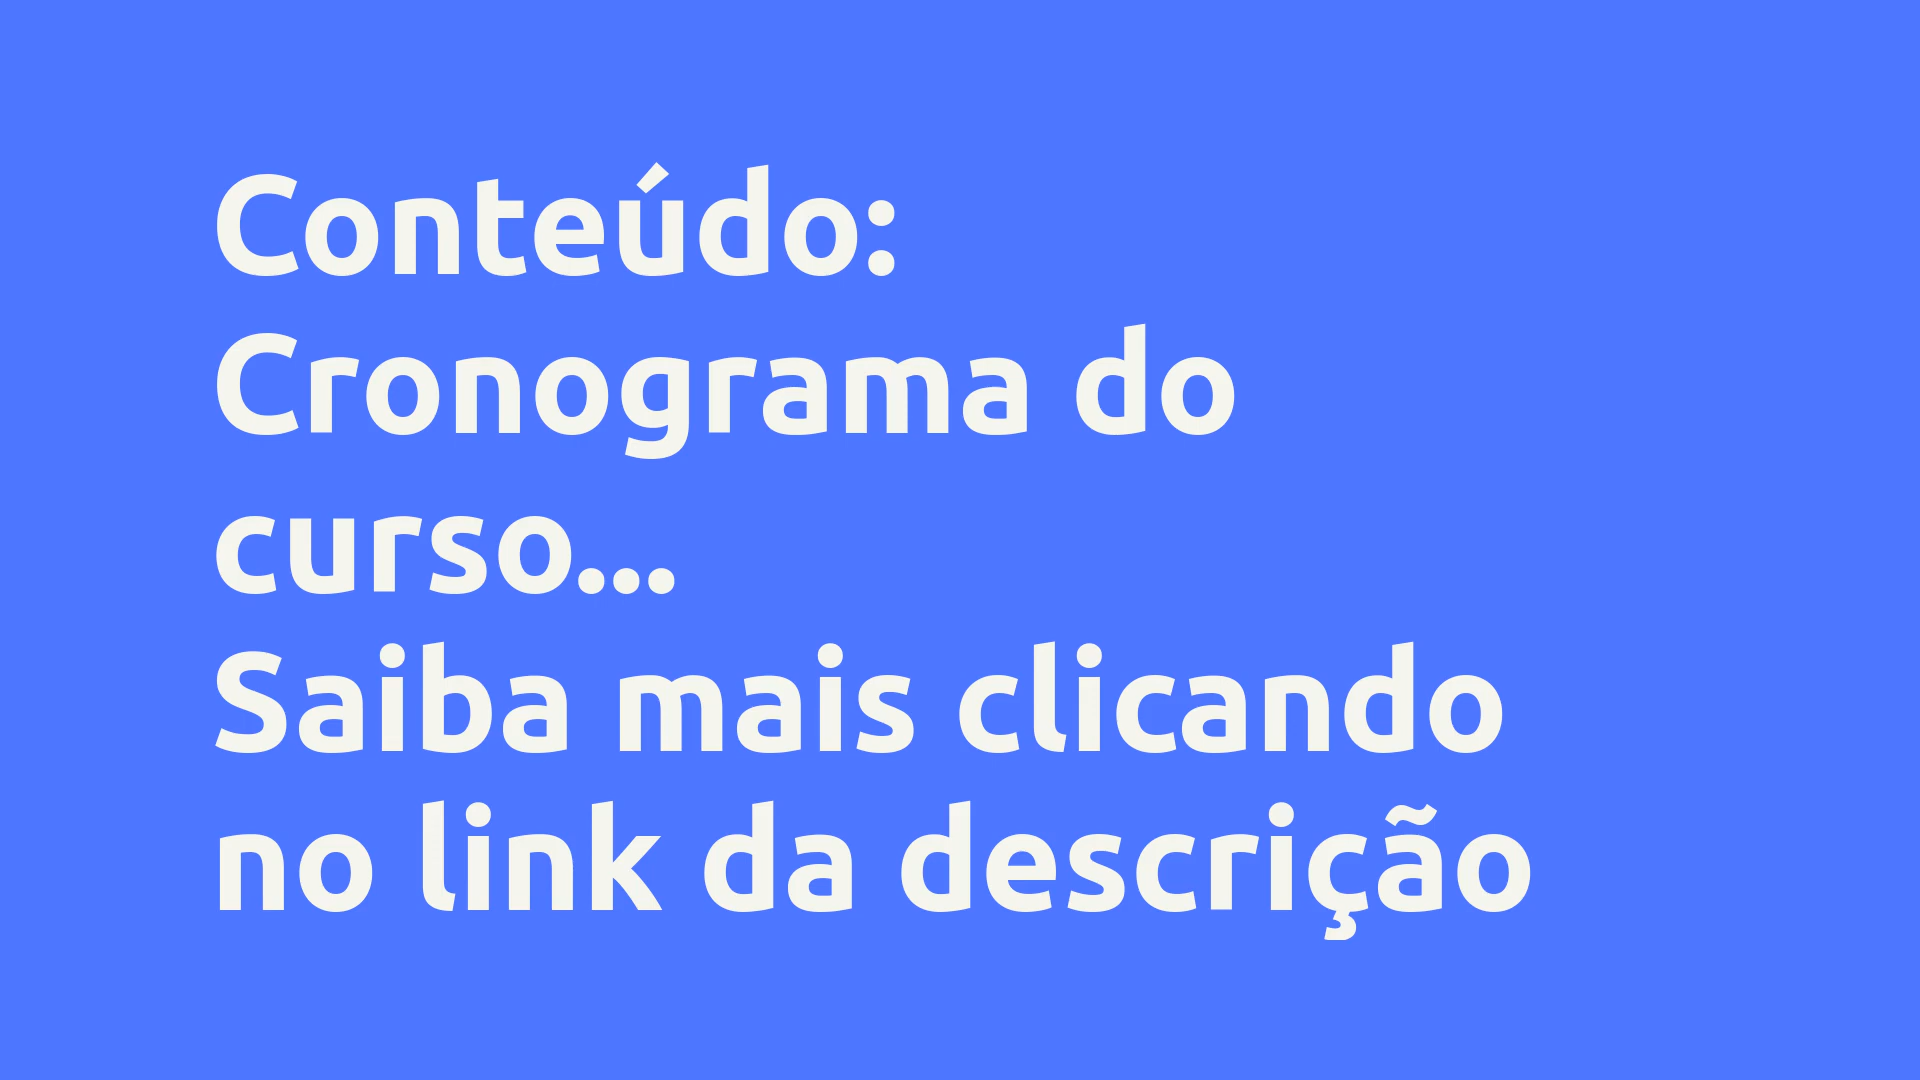 Conteúdo:
Cronograma do
curso...
Saiba mais clicando
no link da descrição